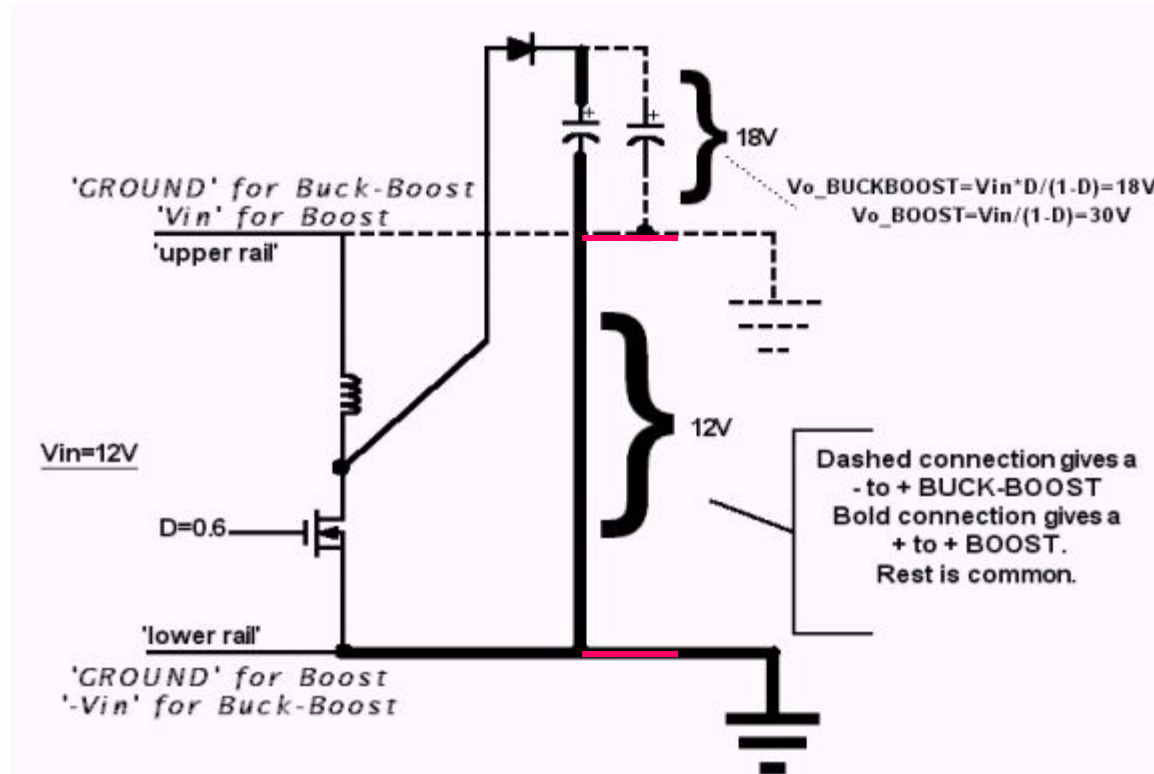 +
+
18V
Vo_BUCKBOOST=Vin*D/(1-D)=18V
Vo_BOOST=Vin/(1-D)=30V
'GROUND' for Buck-Boost
'Vin' for Boost
'upper rail'
12V
Vin=12V
Dashed connection gives a
- to + BUCK-BOOST
Bold connection gives a
+ to + BOOST.
Rest is common.
D=0.6
'lower rail'
'GROUND' for Boost
'-Vin' for Buck-Boost